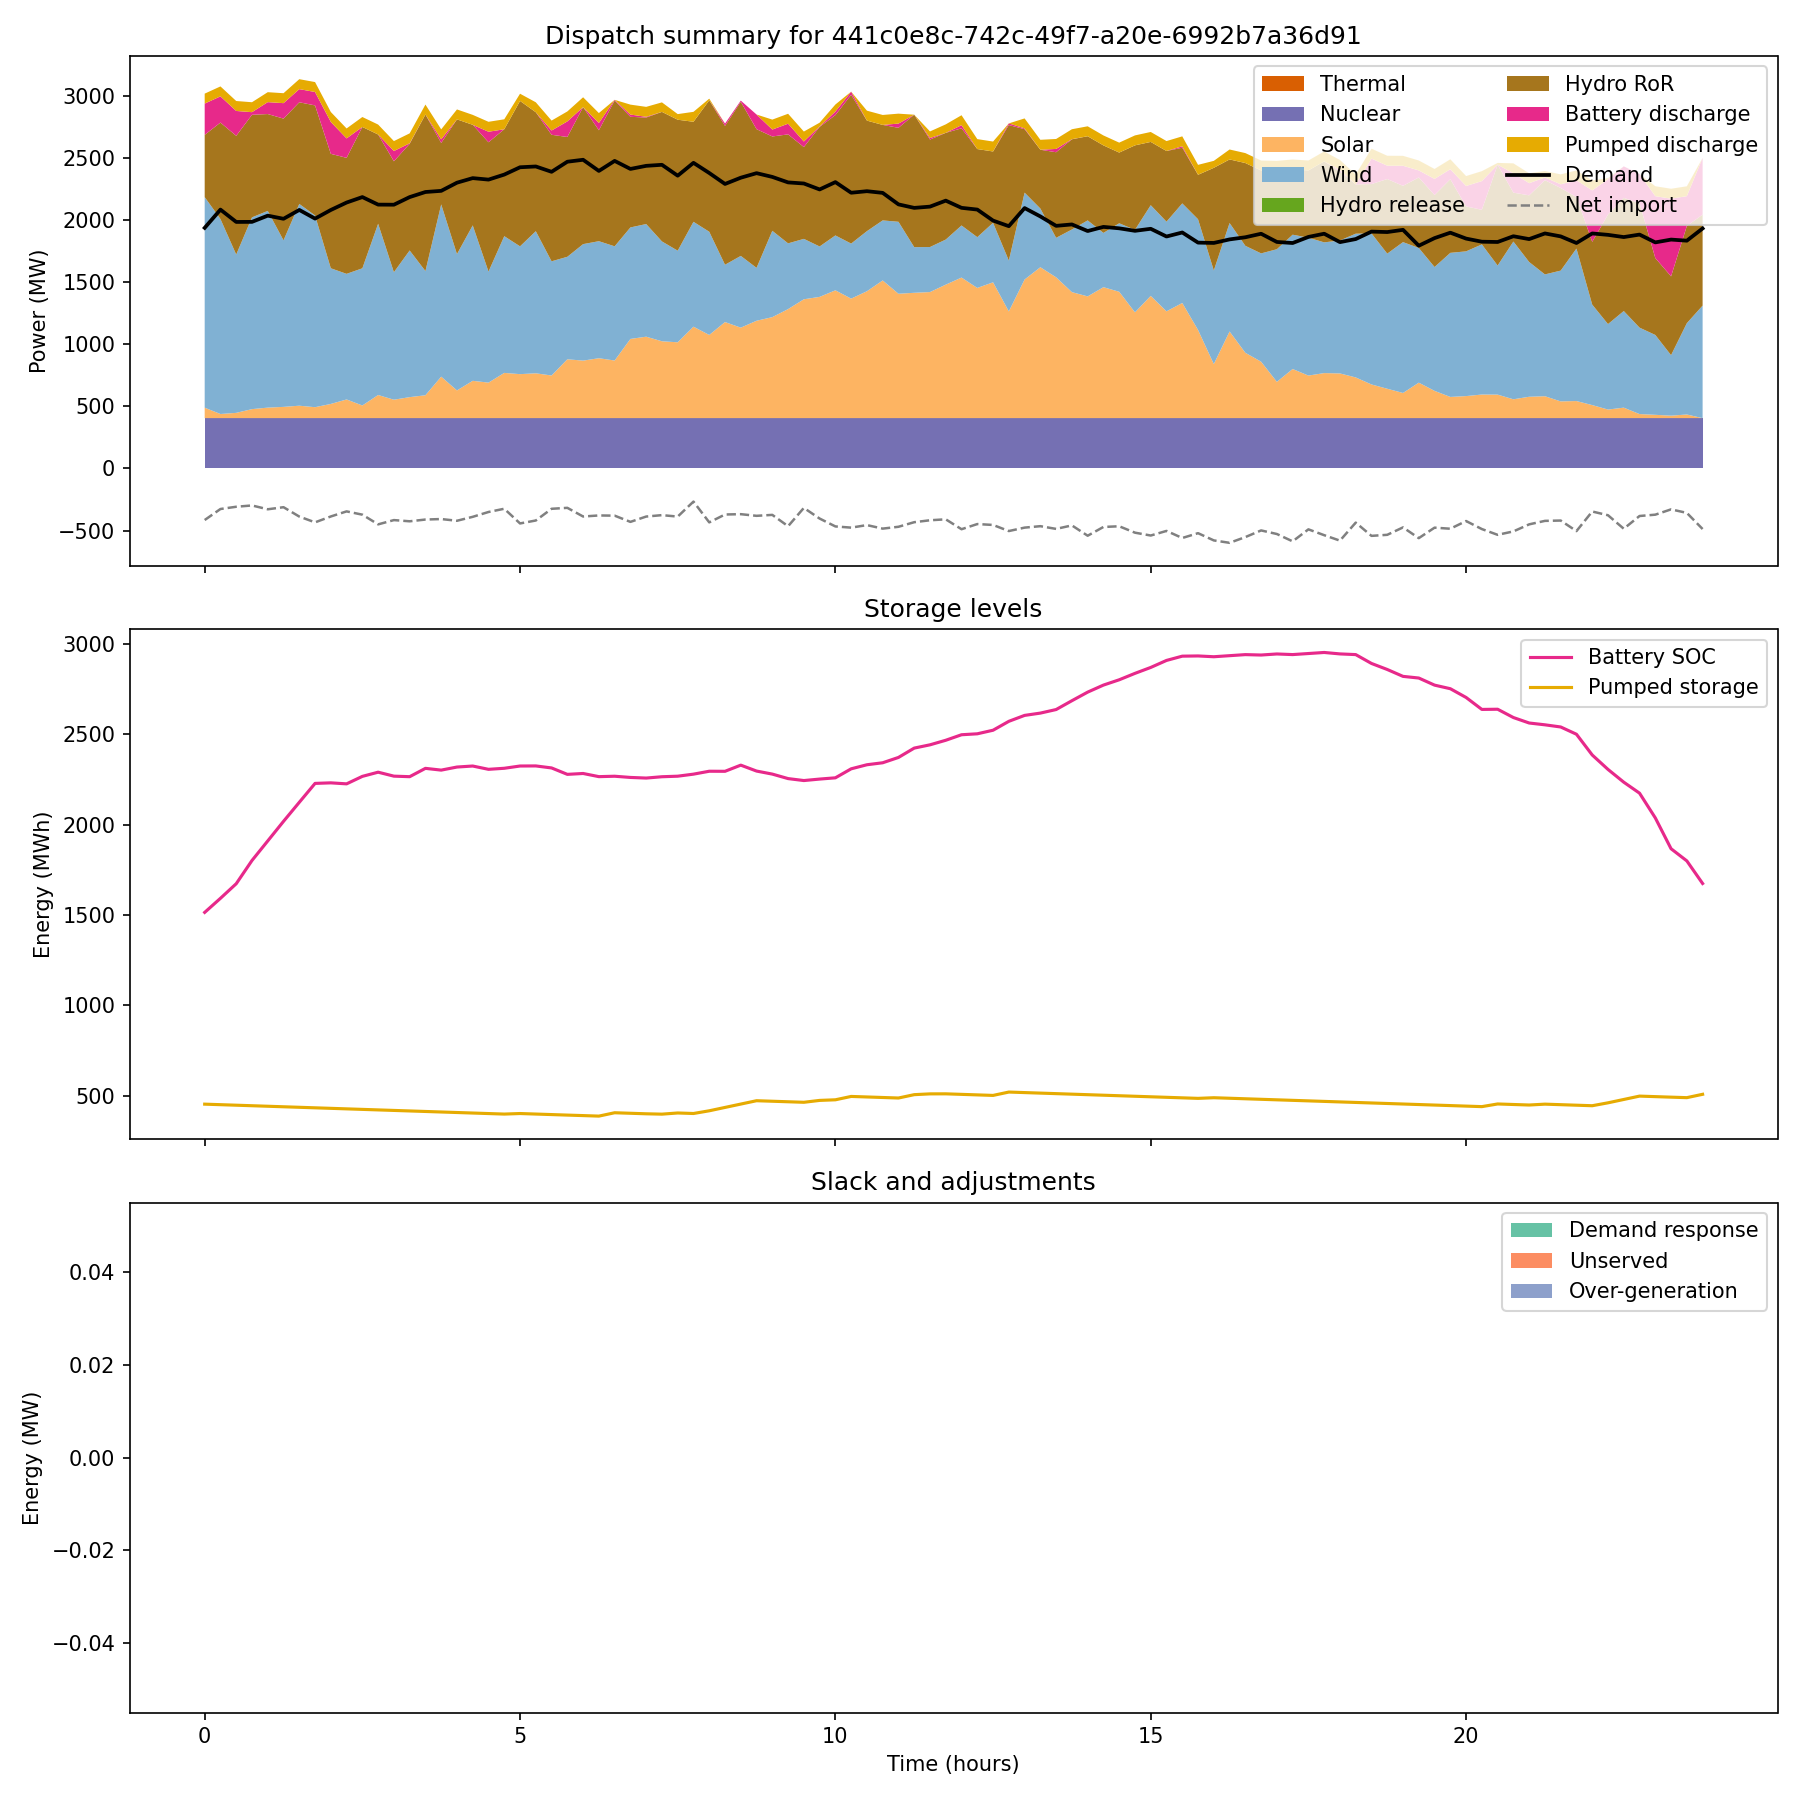 Dispatch summary for 441c0e8c-742c-49f7-a20e-6992b7a36d91
Power (MW)
3000
2500
2000
1500
1000
500
0
−500
Thermal
Nuclear
Solar
Wind
Hydro release
Hydro RoR
Battery discharge
Pumped discharge
Demand
Net import
Storage levels
Energy (MWh)
3000
2500
2000
1500
1000
500
Battery SOC
Pumped storage
Slack and adjustments
Energy (MW)
0.04
0.02
0.00
−0.02
−0.04
Demand response
Unserved
Over-generation
0 5 10 15 20
Time (hours)